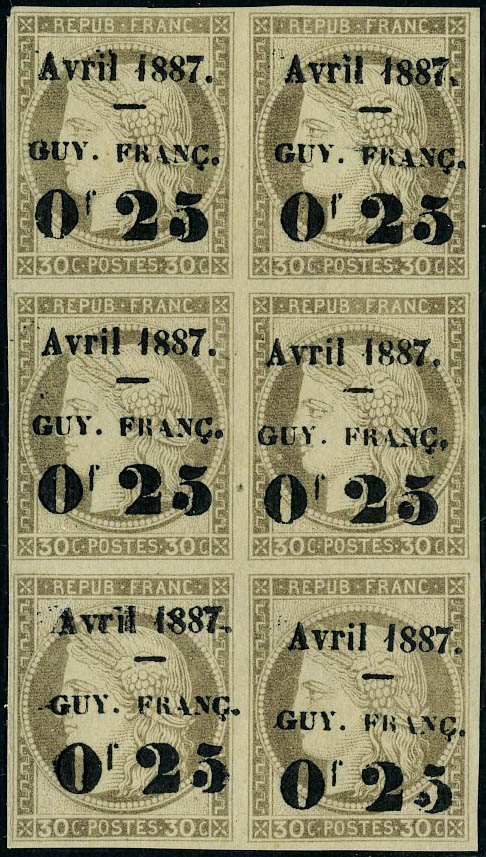 REPUB·FRANC· REPUB·FRANC·
Avril 1887. Avril 1887.
GUY. FRANÇ. GUY. FRANÇ.
0f 25 0f 25
30C·POSTES·30C 30C·POSTES·30C
REPUB·FRANC· REPUB·FRANC·
Avril 1887. Avril 1887.
GUY. FRANÇ. GUY. FRANÇ.
0f 25 0f 25
30C·POSTES·30C 30C·POSTES·30C
REPUB·FRANC· REPUB·FRANC·
Avril 1887. Avril 1887.
GUY. FRANÇ. GUY. FRANÇ.
0f 25 0f 25
30C·POSTES·30C 30C·POSTES·30C